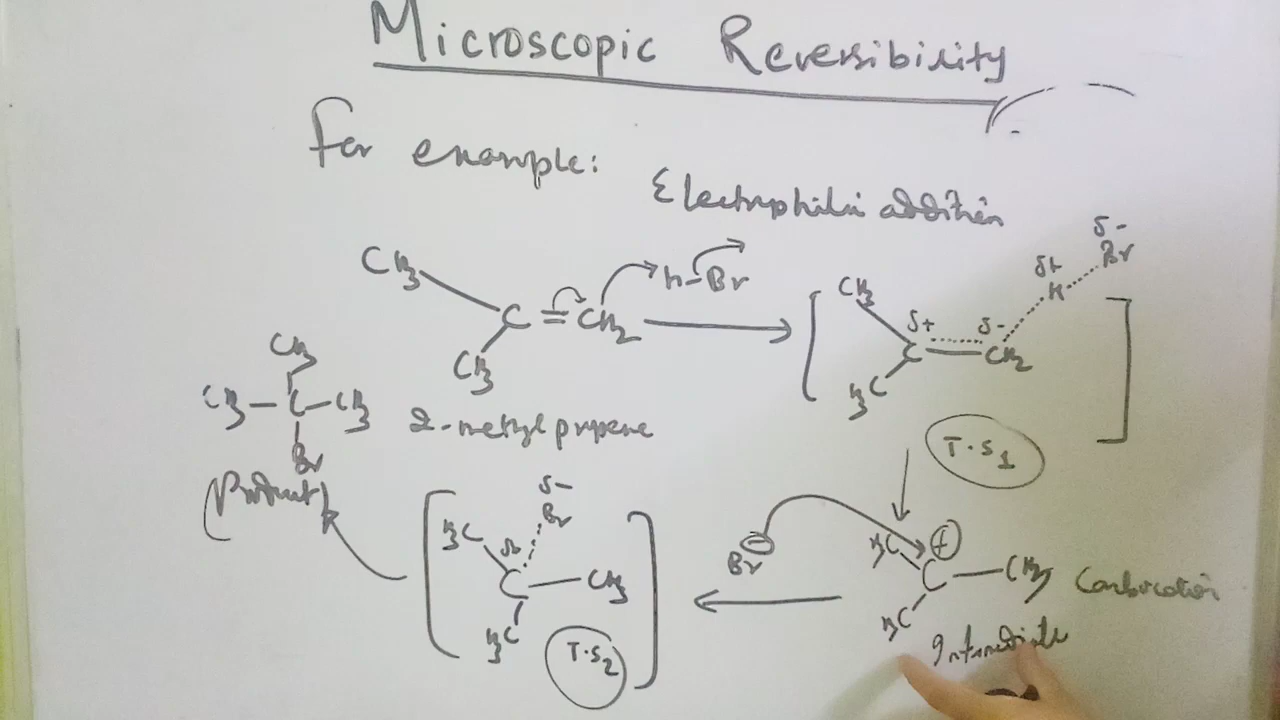 Microscopic Reversibility
For example:
Electrophilic addition
CH3
C = CH2
CH3
H-Br
2-methyl propene
[
CH3
δ+
δ-
C
CH2
H3C
δ+
H
δ-
Br
]
T.S1
H3C
C
⊕
CH3
H3C
Carbocation
Intermediate
Br⊖
[
H3C
δ+
C
δ-
Br
CH3
H3C
]
T.S2
CH3
CH3-C-CH3
Br
(Product)